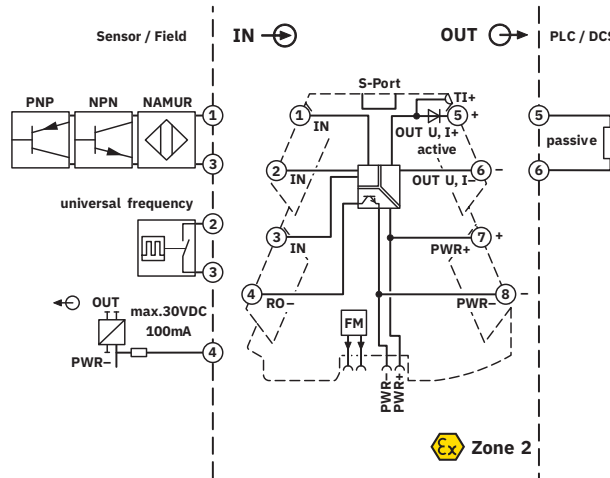 Sensor / Field
IN
OUT
PLC / DCS
S-Port
TI+
PNP
NPN
NAMUR
1
3
1
IN
5
+
OUT U, I+
active
5
passive
6
2
IN
6
–
OUT U, I–
universal frequency
2
3
3
IN
7
+
PWR+
4
RO–
8
–
PWR–
OUT
max.30VDC
100mA
PWR–
4
FM
PWR–
PWR+
Ex
Zone 2